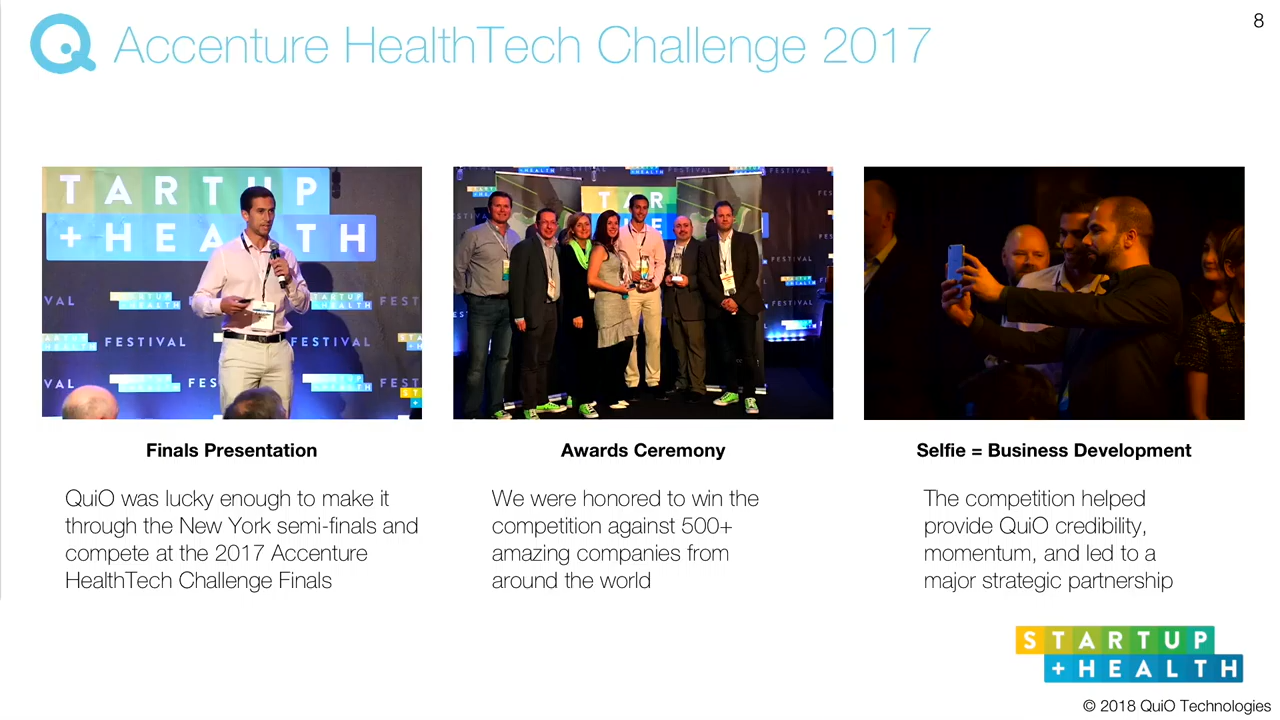 8
Accenture HealthTech Challenge 2017
TARTUP
+HEALTH
FESTIVAL
Finals Presentation
Awards Ceremony
Selfie = Business Development
QuiO was lucky enough to make it
through the New York semi-finals and
compete at the 2017 Accenture
HealthTech Challenge Finals
We were honored to win the
competition against 500+
amazing companies from
around the world
The competition helped
provide QuiO credibility,
momentum, and led to a
major strategic partnership
STARTUP
+HEALTH
© 2018 QuiO Technologies